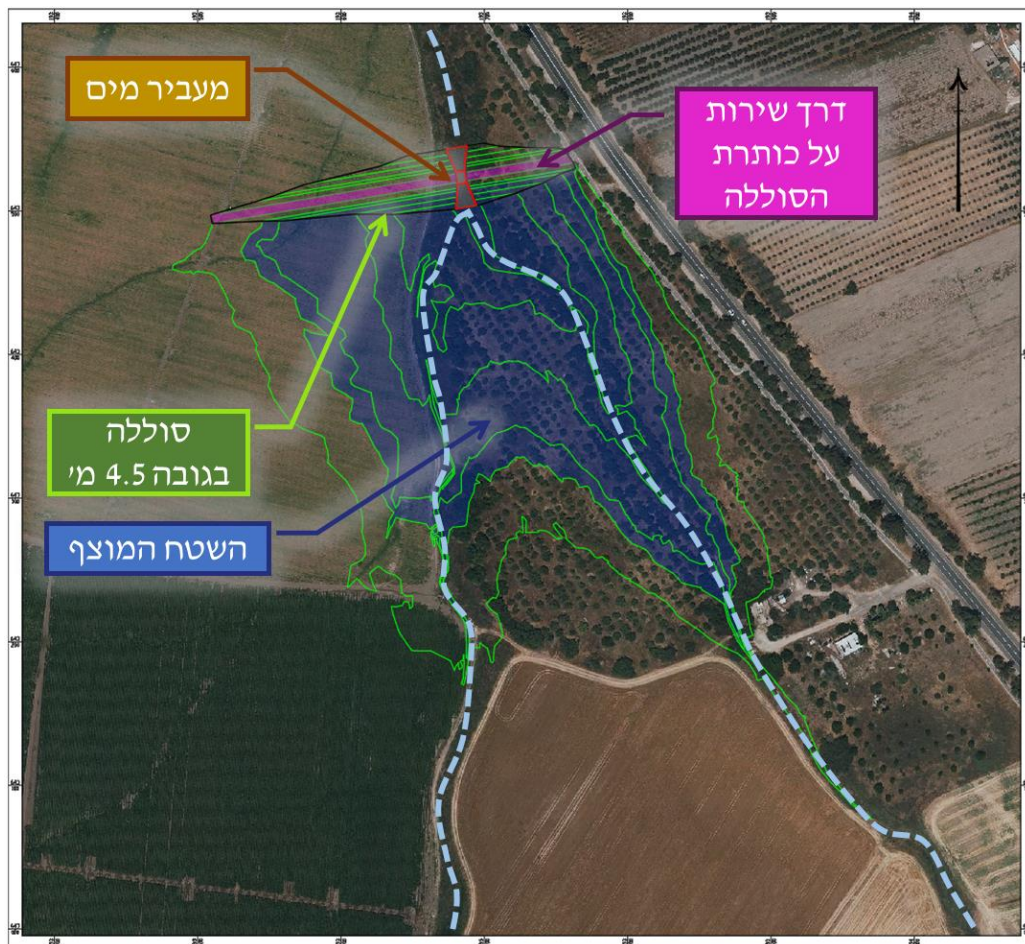 מעביר מים
דרך שירות
על כותרת
הסוללה
סוללה
בגובה 4.5 מ'
השטח המוצף